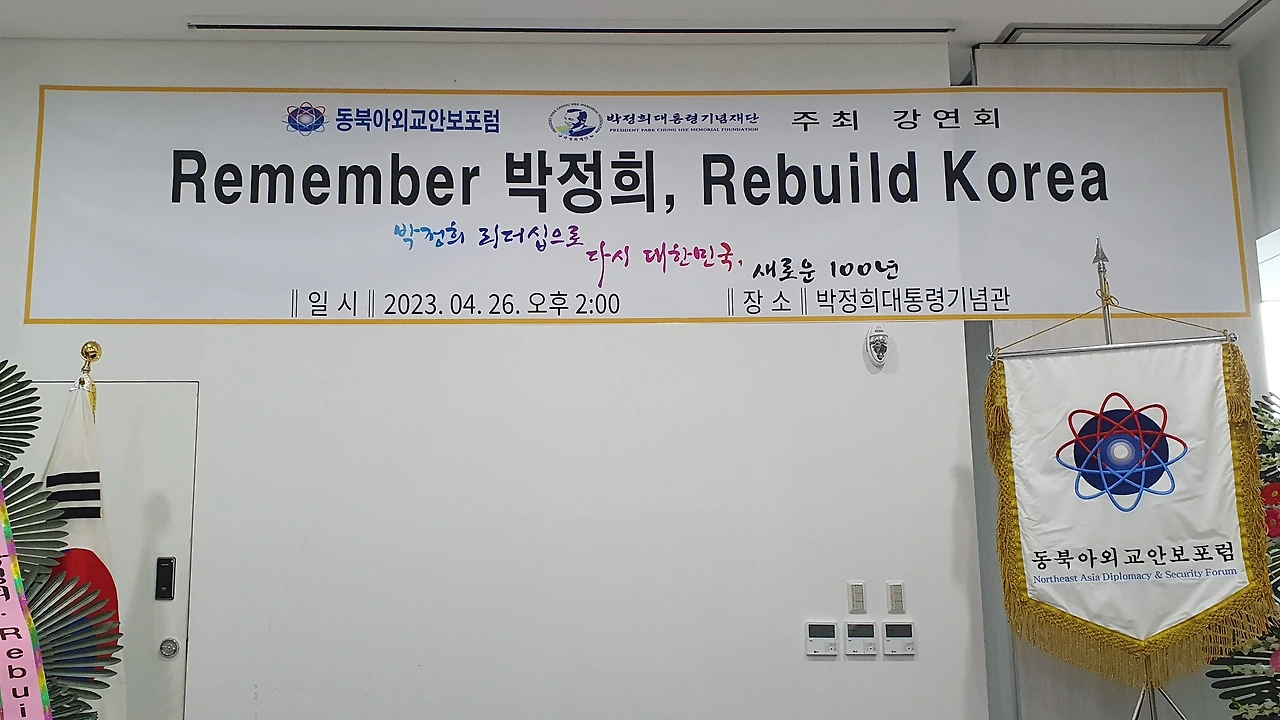 동북아외교안보포럼 박정희대통령기념재단 주최 강연회
PRESIDENT PARK CHUNG HEE MEMORIAL FOUNDATION
Remember 박정희, Rebuild Korea
박정희 리더십으로
다시 대한민국, 새로운 100년
‖일 시‖ 2023. 04. 26. 오후 2:00 ‖장 소‖ 박정희대통령기념관
동북아외교안보포럼
Northeast Asia Diplomacy & Security Forum